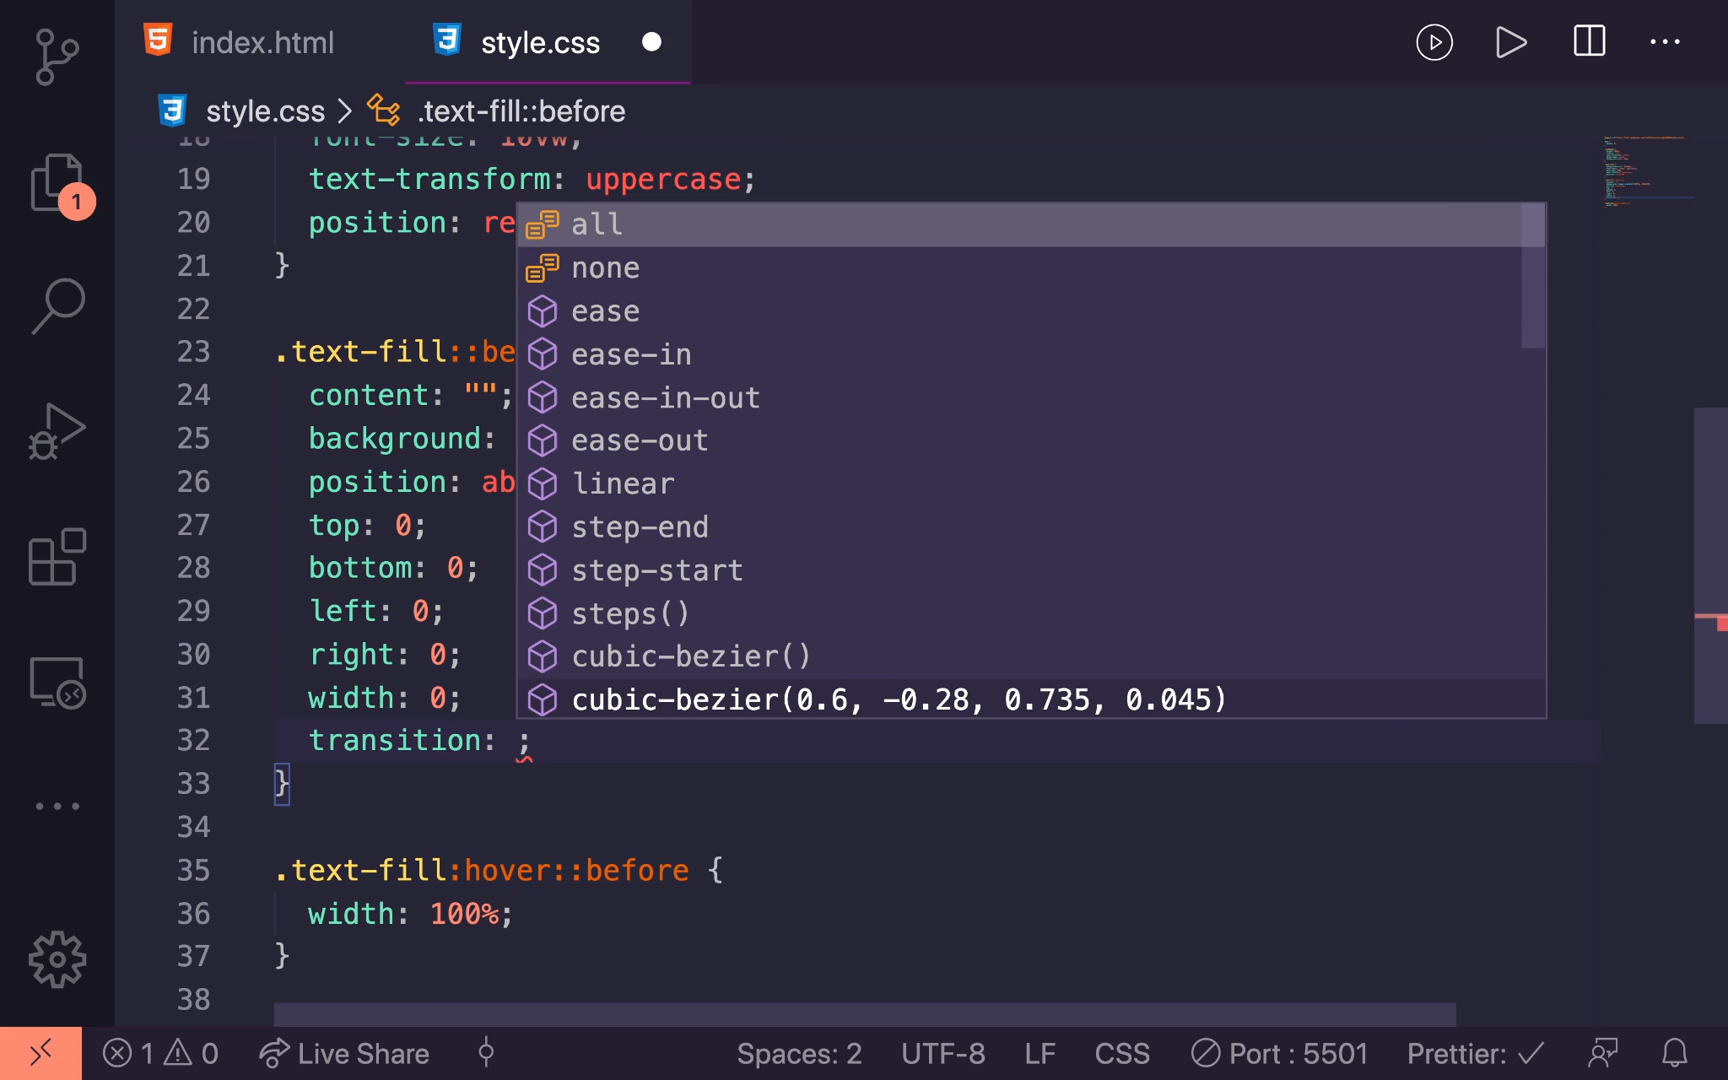 index.html
style.css
style.css > .text-fill::before
18 font-size: 10vw;
19 text-transform: uppercase;
20 position: re
21 }
22
23 .text-fill::be
24 content: "";
25 background:
26 position: ab
27 top: 0;
28 bottom: 0;
29 left: 0;
30 right: 0;
31 width: 0;
32 transition: ;
33 }
34
35 .text-fill:hover::before {
36 width: 100%;
37 }
38
all
none
ease
ease-in
ease-in-out
ease-out
linear
step-end
step-start
steps()
cubic-bezier()
cubic-bezier(0.6, -0.28, 0.735, 0.045)
1
1 0 Live Share Spaces: 2 UTF-8 LF CSS Port : 5501 Prettier: ✓